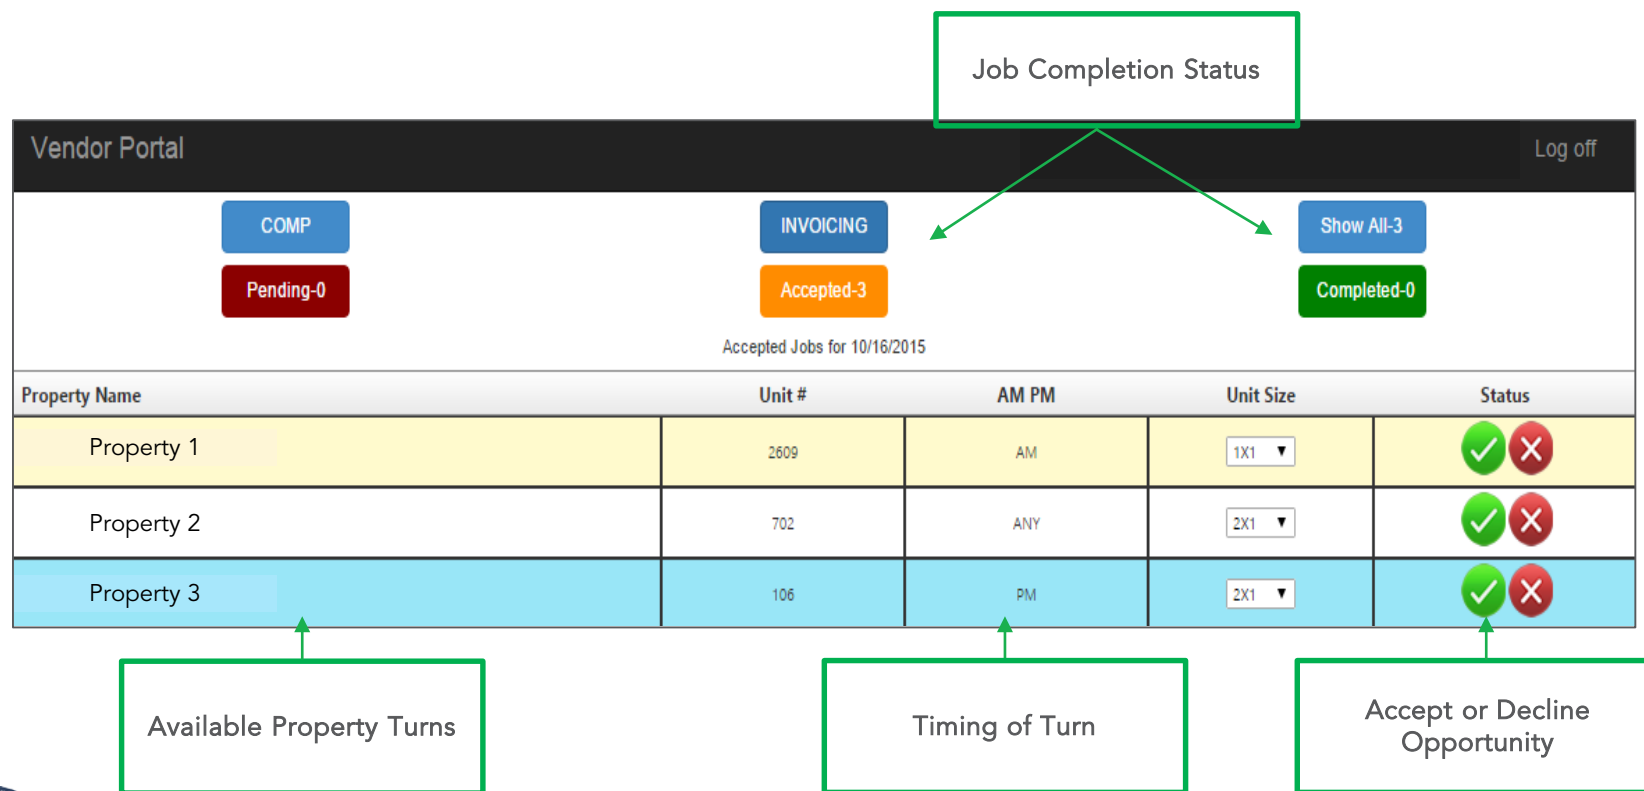 Job Completion Status
Vendor Portal Log off
COMP INVOICING Show All-3
Pending-0 Accepted-3 Completed-0
Accepted Jobs for 10/16/2015
Property Name Unit # AM PM Unit Size Status
Property 1 2609 AM 1X1
Property 2 702 ANY 2X1
Property 3 106 PM 2X1
Available Property Turns Timing of Turn Accept or Decline
Opportunity